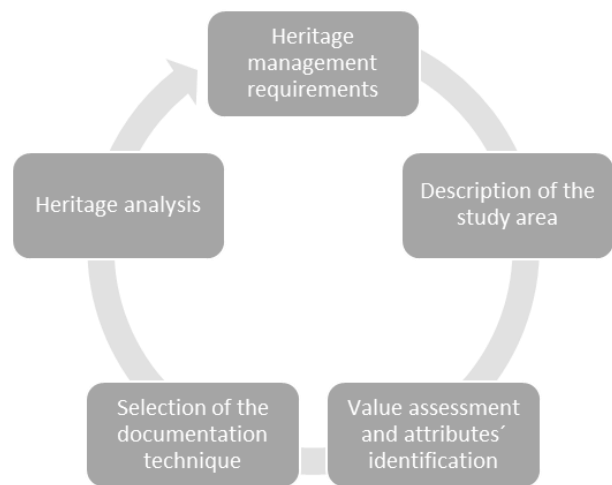 Heritage
management
requirements
Description of the
study area
Value assessment
and attributes´
identification
Selection of the
documentation
technique
Heritage analysis